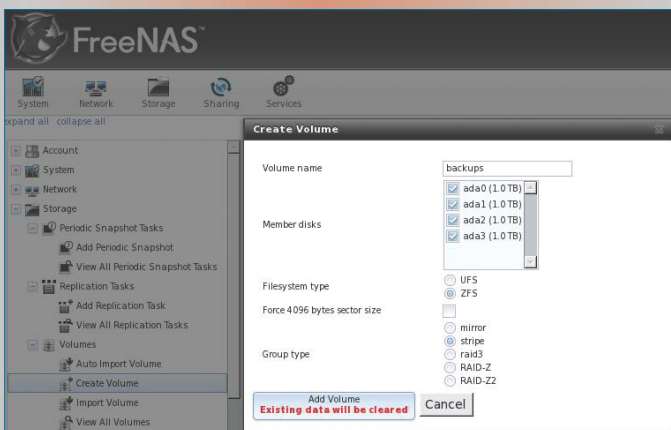 FreeNAS™
System
Network
Storage
Sharing
Services
expand all collapse all
Account
System
Network
Storage
Periodic Snapshot Tasks
Add Periodic Snapshot
View All Periodic Snapshot Tasks
Replication Tasks
Add Replication Task
View All Replication Tasks
Volumes
Auto Import Volume
Create Volume
Import Volume
View All Volumes
Create Volume
Volume name
backups
Member disks
ada0 (1.0 TB)
ada1 (1.0 TB)
ada2 (1.0 TB)
ada3 (1.0 TB)
Filesystem type
UFS
ZFS
Force 4096 bytes sector size
Group type
mirror
stripe
raid3
RAID-Z
RAID-Z2
Add Volume
Existing data will be cleared
Cancel